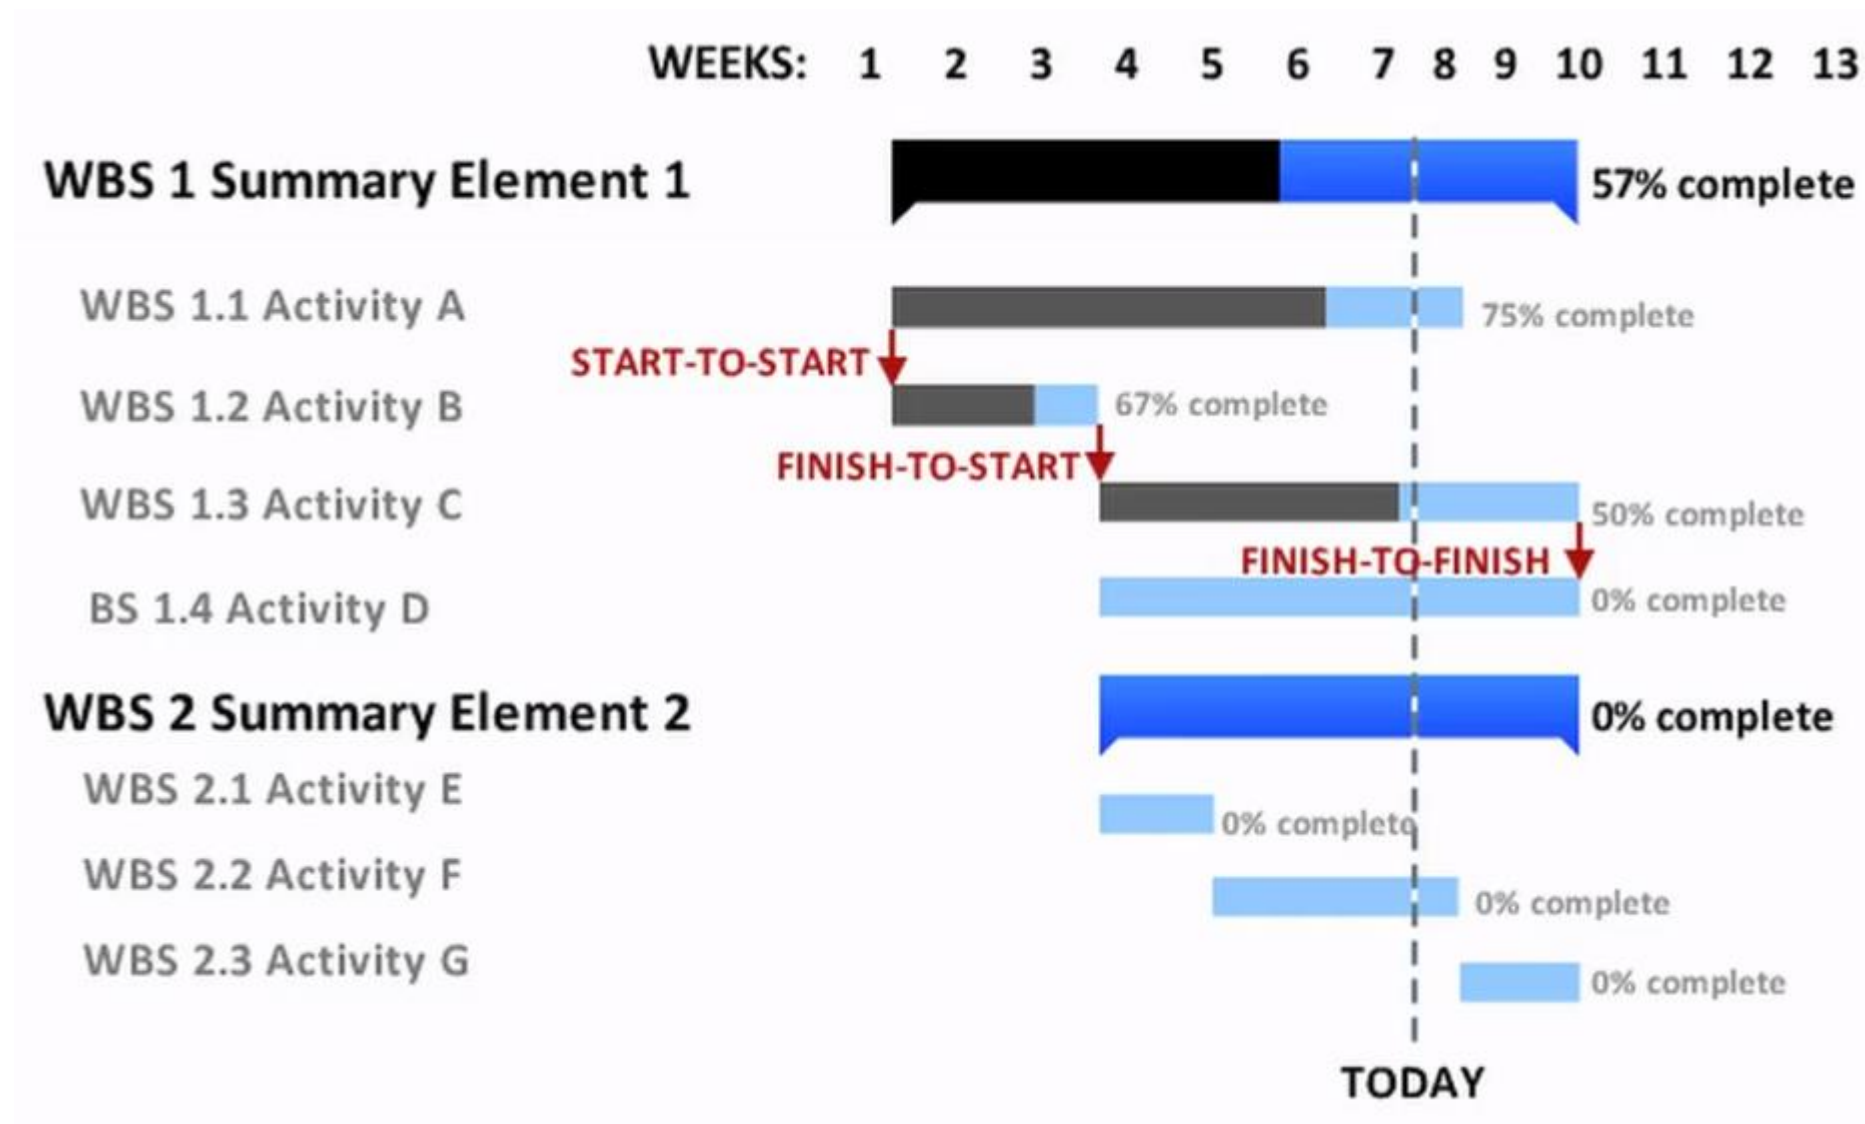 WEEKS: 1 2 3 4 5 6 7 8 9 10 11 12 13
WBS 1 Summary Element 1
57% complete
WBS 1.1 Activity A
75% complete
START-TO-START
WBS 1.2 Activity B
67% complete
FINISH-TO-START
WBS 1.3 Activity C
50% complete
FINISH-TO-FINISH
BS 1.4 Activity D
0% complete
WBS 2 Summary Element 2
0% complete
WBS 2.1 Activity E
0% complete
WBS 2.2 Activity F
0% complete
WBS 2.3 Activity G
0% complete
TODAY